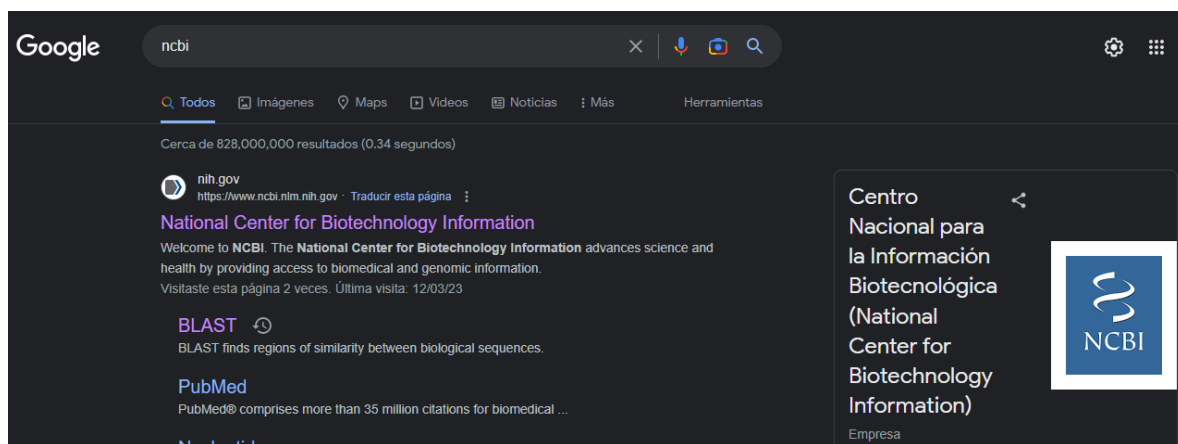 Google
ncbi
Todos Imágenes Maps Videos Noticias Más Herramientas
Cerca de 828,000,000 resultados (0.34 segundos)
nih.gov
https://www.ncbi.nlm.nih.gov · Traducir esta página
National Center for Biotechnology Information
Welcome to NCBI. The National Center for Biotechnology Information advances science and
health by providing access to biomedical and genomic information.
Visitaste esta página 2 veces. Última visita: 12/03/23
BLAST
BLAST finds regions of similarity between biological sequences.
PubMed
PubMed® comprises more than 35 million citations for biomedical ...
Centro
Nacional para
la Información
Biotecnológica
(National
Center for
Biotechnology
Information)
Empresa
NCBI